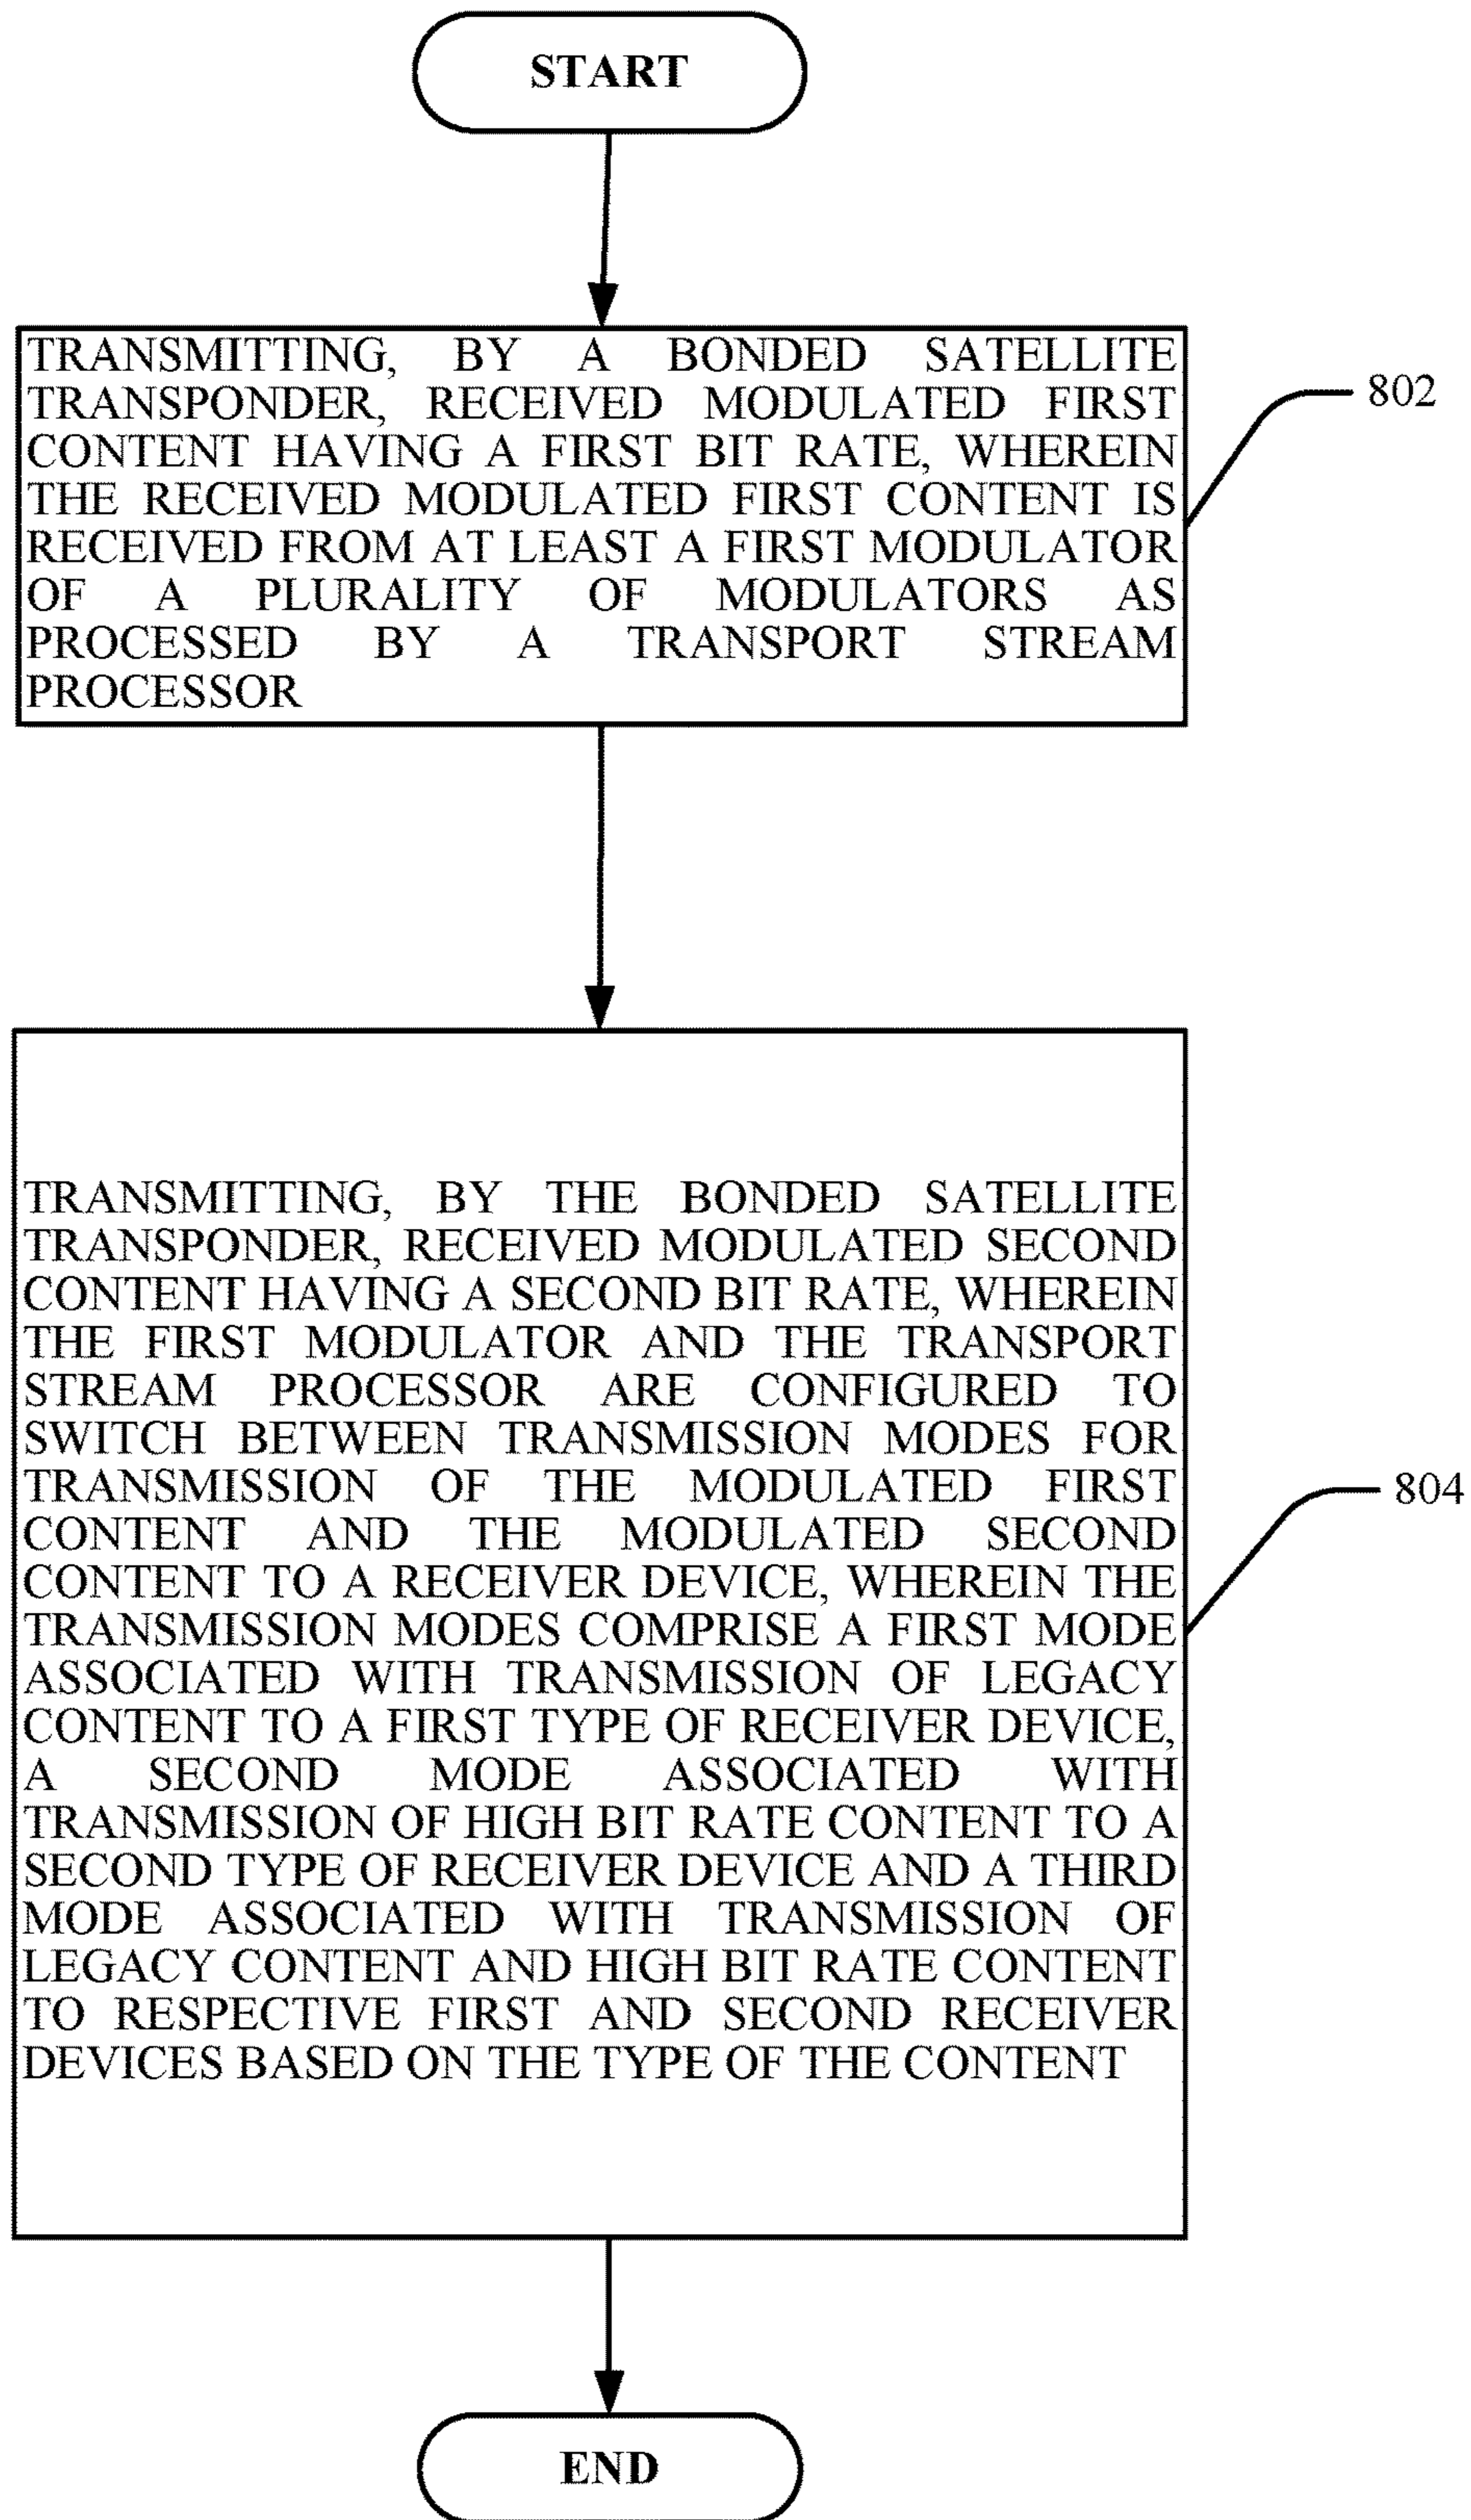 START
TRANSMITTING, BY A BONDED SATELLITE
TRANSPONDER, RECEIVED MODULATED FIRST
CONTENT HAVING A FIRST BIT RATE, WHEREIN
THE RECEIVED MODULATED FIRST CONTENT IS
RECEIVED FROM AT LEAST A FIRST MODULATOR
OF A PLURALITY OF MODULATORS AS
PROCESSED BY A TRANSPORT STREAM
PROCESSOR
802
TRANSMITTING, BY THE BONDED SATELLITE
TRANSPONDER, RECEIVED MODULATED SECOND
CONTENT HAVING A SECOND BIT RATE, WHEREIN
THE FIRST MODULATOR AND THE TRANSPORT
STREAM PROCESSOR ARE CONFIGURED TO
SWITCH BETWEEN TRANSMISSION MODES FOR
TRANSMISSION OF THE MODULATED FIRST
CONTENT AND THE MODULATED SECOND
CONTENT TO A RECEIVER DEVICE, WHEREIN THE
TRANSMISSION MODES COMPRISE A FIRST MODE
ASSOCIATED WITH TRANSMISSION OF LEGACY
CONTENT TO A FIRST TYPE OF RECEIVER DEVICE,
A SECOND MODE ASSOCIATED WITH
TRANSMISSION OF HIGH BIT RATE CONTENT TO A
SECOND TYPE OF RECEIVER DEVICE AND A THIRD
MODE ASSOCIATED WITH TRANSMISSION OF
LEGACY CONTENT AND HIGH BIT RATE CONTENT
TO RESPECTIVE FIRST AND SECOND RECEIVER
DEVICES BASED ON THE TYPE OF THE CONTENT
804
END